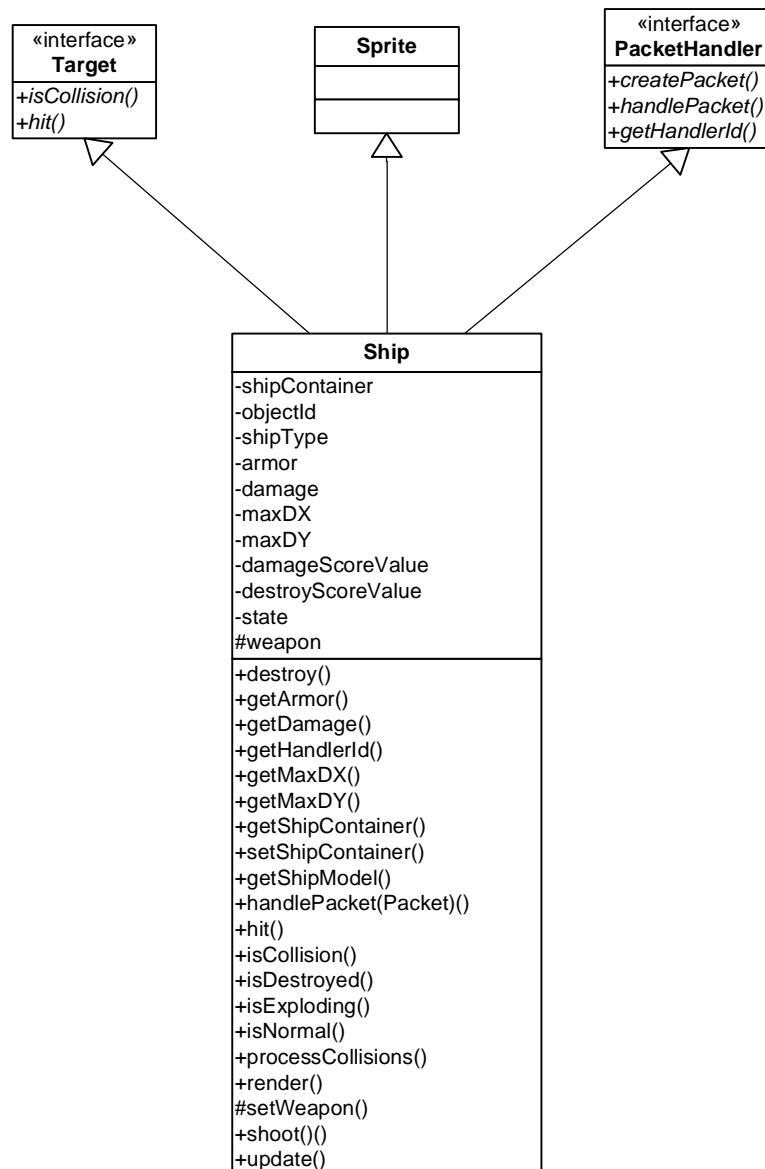 «interface»
Target
+isCollision()
+hit()
Sprite
«interface»
PacketHandler
+createPacket()
+handlePacket()
+getHandlerId()
Ship
-shipContainer
-objectId
-shipType
-armor
-damage
-maxDX
-maxDY
-damageScoreValue
-destroyScoreValue
-state
#weapon
+destroy()
+getArmor()
+getDamage()
+getHandlerId()
+getMaxDX()
+getMaxDY()
+getShipContainer()
+setShipContainer()
+getShipModel()
+handlePacket(Packet)()
+hit()
+isCollision()
+isDestroyed()
+isExploding()
+isNormal()
+processCollisions()
+render()
#setWeapon()
+shoot()()
+update()